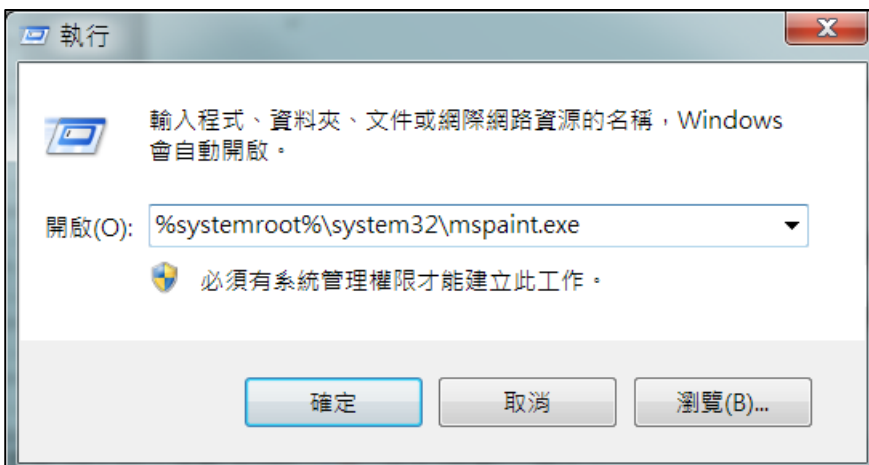 執行
輸入程式、資料夾、文件或網際網路資源的名稱，Windows
會自動開啟。
開啟(O): %systemroot%\system32\mspaint.exe
必須有系統管理權限才能建立此工作。
確定 取消 瀏覽(B)...